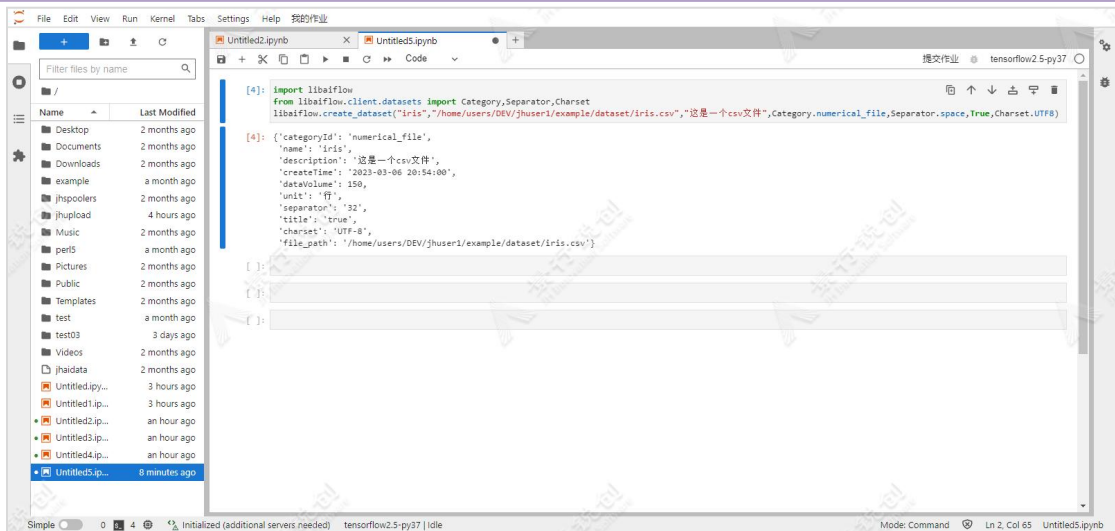 File Edit View Run Kernel Tabs Settings Help 我的作业
Untitled2.ipynb
Untitled5.ipynb
Code
提交作业
tensorflow2.5-py37
Filter files by name
/
Name Last Modified
Desktop 2 months ago
Documents 2 months ago
Downloads 2 months ago
example a month ago
jhspoolers 2 months ago
jhupload 4 hours ago
Music 2 months ago
perl5 a month ago
Pictures 2 months ago
Public 2 months ago
Templates 2 months ago
test a month ago
test03 3 days ago
Videos 2 months ago
jhaidata 2 months ago
Untitled.ipy... 3 hours ago
Untitled1.ip... 3 hours ago
Untitled2.ip... an hour ago
Untitled3.ip... an hour ago
Untitled4.ip... an hour ago
Untitled5.ip... 8 minutes ago
[4]: import libaiflow
from libaiflow.client.datasets import Category,Separator,Charset
libaiflow.create_dataset("iris","/home/users/DEV/jhuser1/example/dataset/iris.csv","这是一个csv文件",Category.numerical_file,Separator.space,True,Charset.UTF8)
[4]: {'categoryId': 'numerical_file',
'name': 'iris',
'description': '这是一个csv文件',
'createTime': '2023-03-06 20:54:00',
'dataVolume': 150,
'unit': '行',
'separator': '32',
'title': 'true',
'charset': 'UTF-8',
'file_path': '/home/users/DEV/jhuser1/example/dataset/iris.csv'}
[ ]:
[ ]:
[ ]:
Simple 0 4 Initialized (additional servers needed) tensorflow2.5-py37 | Idle Mode: Command Ln 2, Col 65 Untitled5.ipynb